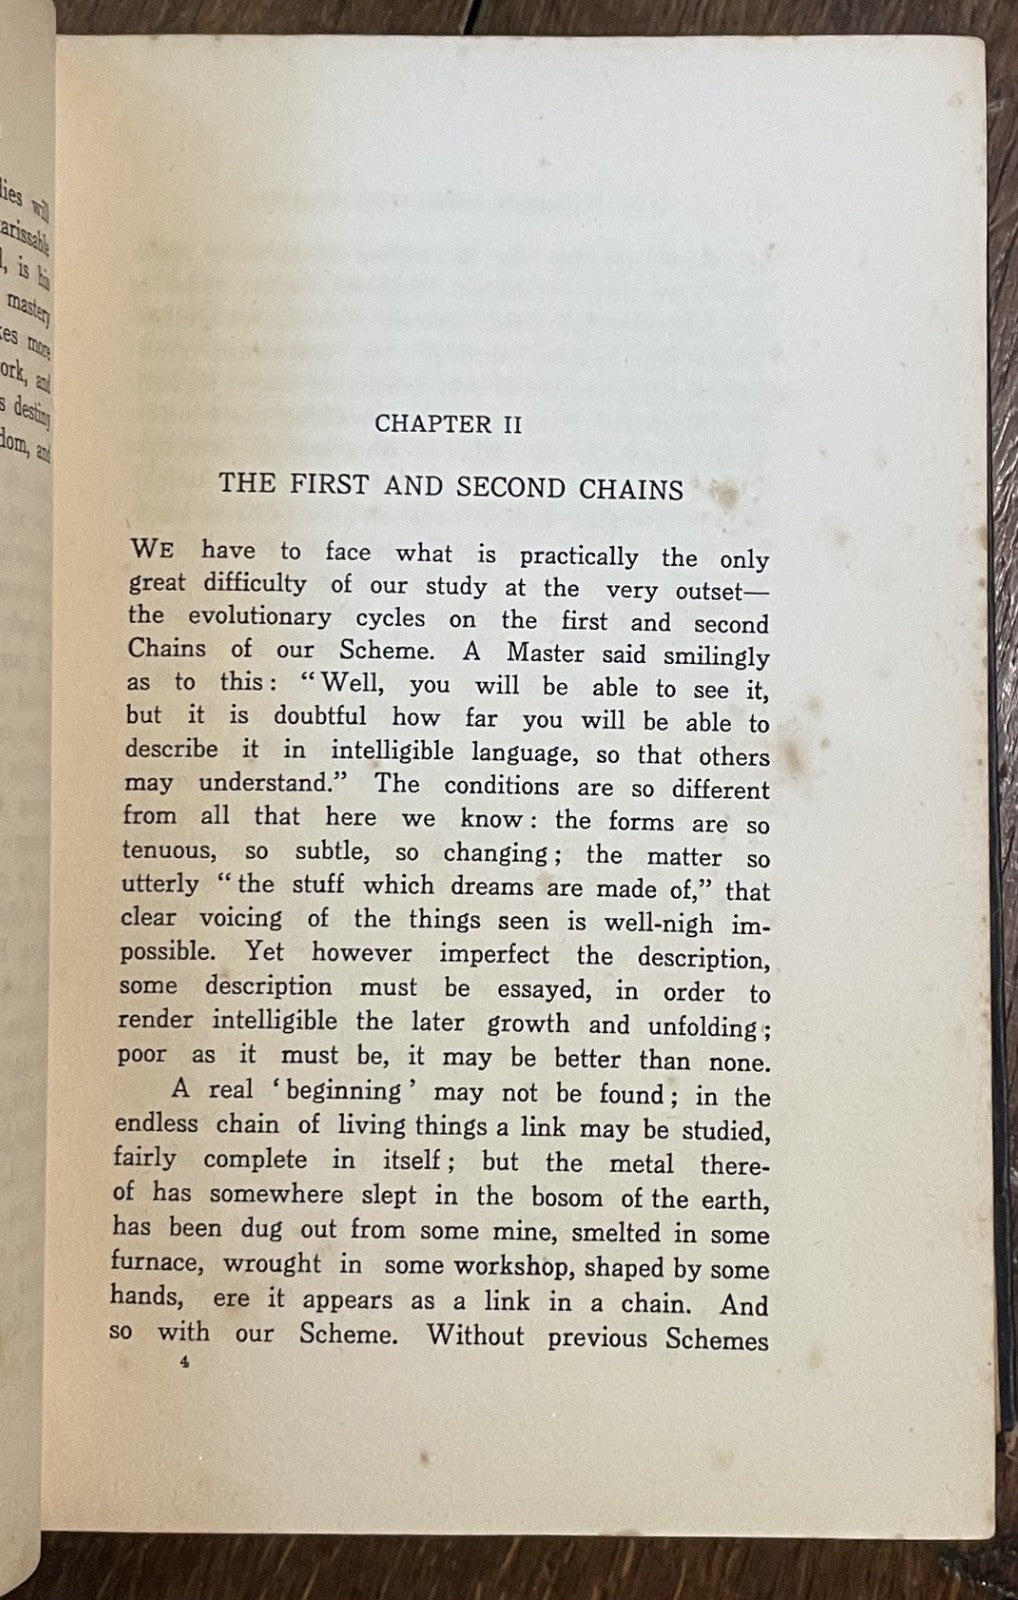 lies will
is his
mastery
more
ork, and
s destiny
dom, and
CHAPTER II
THE FIRST AND SECOND CHAINS
WE have to face what is practically the only
great difficulty of our study at the very outset—
the evolutionary cycles on the first and second
Chains of our Scheme. A Master said smilingly
as to this: “Well, you will be able to see it,
but it is doubtful how far you will be able to
describe it in intelligible language, so that others
may understand.” The conditions are so different
from all that here we know: the forms are so
tenuous, so subtle, so changing; the matter so
utterly “the stuff which dreams are made of,” that
clear voicing of the things seen is well-nigh im-
possible. Yet however imperfect the description,
some description must be essayed, in order to
render intelligible the later growth and unfolding;
poor as it must be, it may be better than none.
A real ‘beginning’ may not be found; in the
endless chain of living things a link may be studied,
fairly complete in itself; but the metal there-
of has somewhere slept in the bosom of the earth,
has been dug out from some mine, smelted in some
furnace, wrought in some workshop, shaped by some
hands, ere it appears as a link in a chain. And
so with our Scheme. Without previous Schemes
4